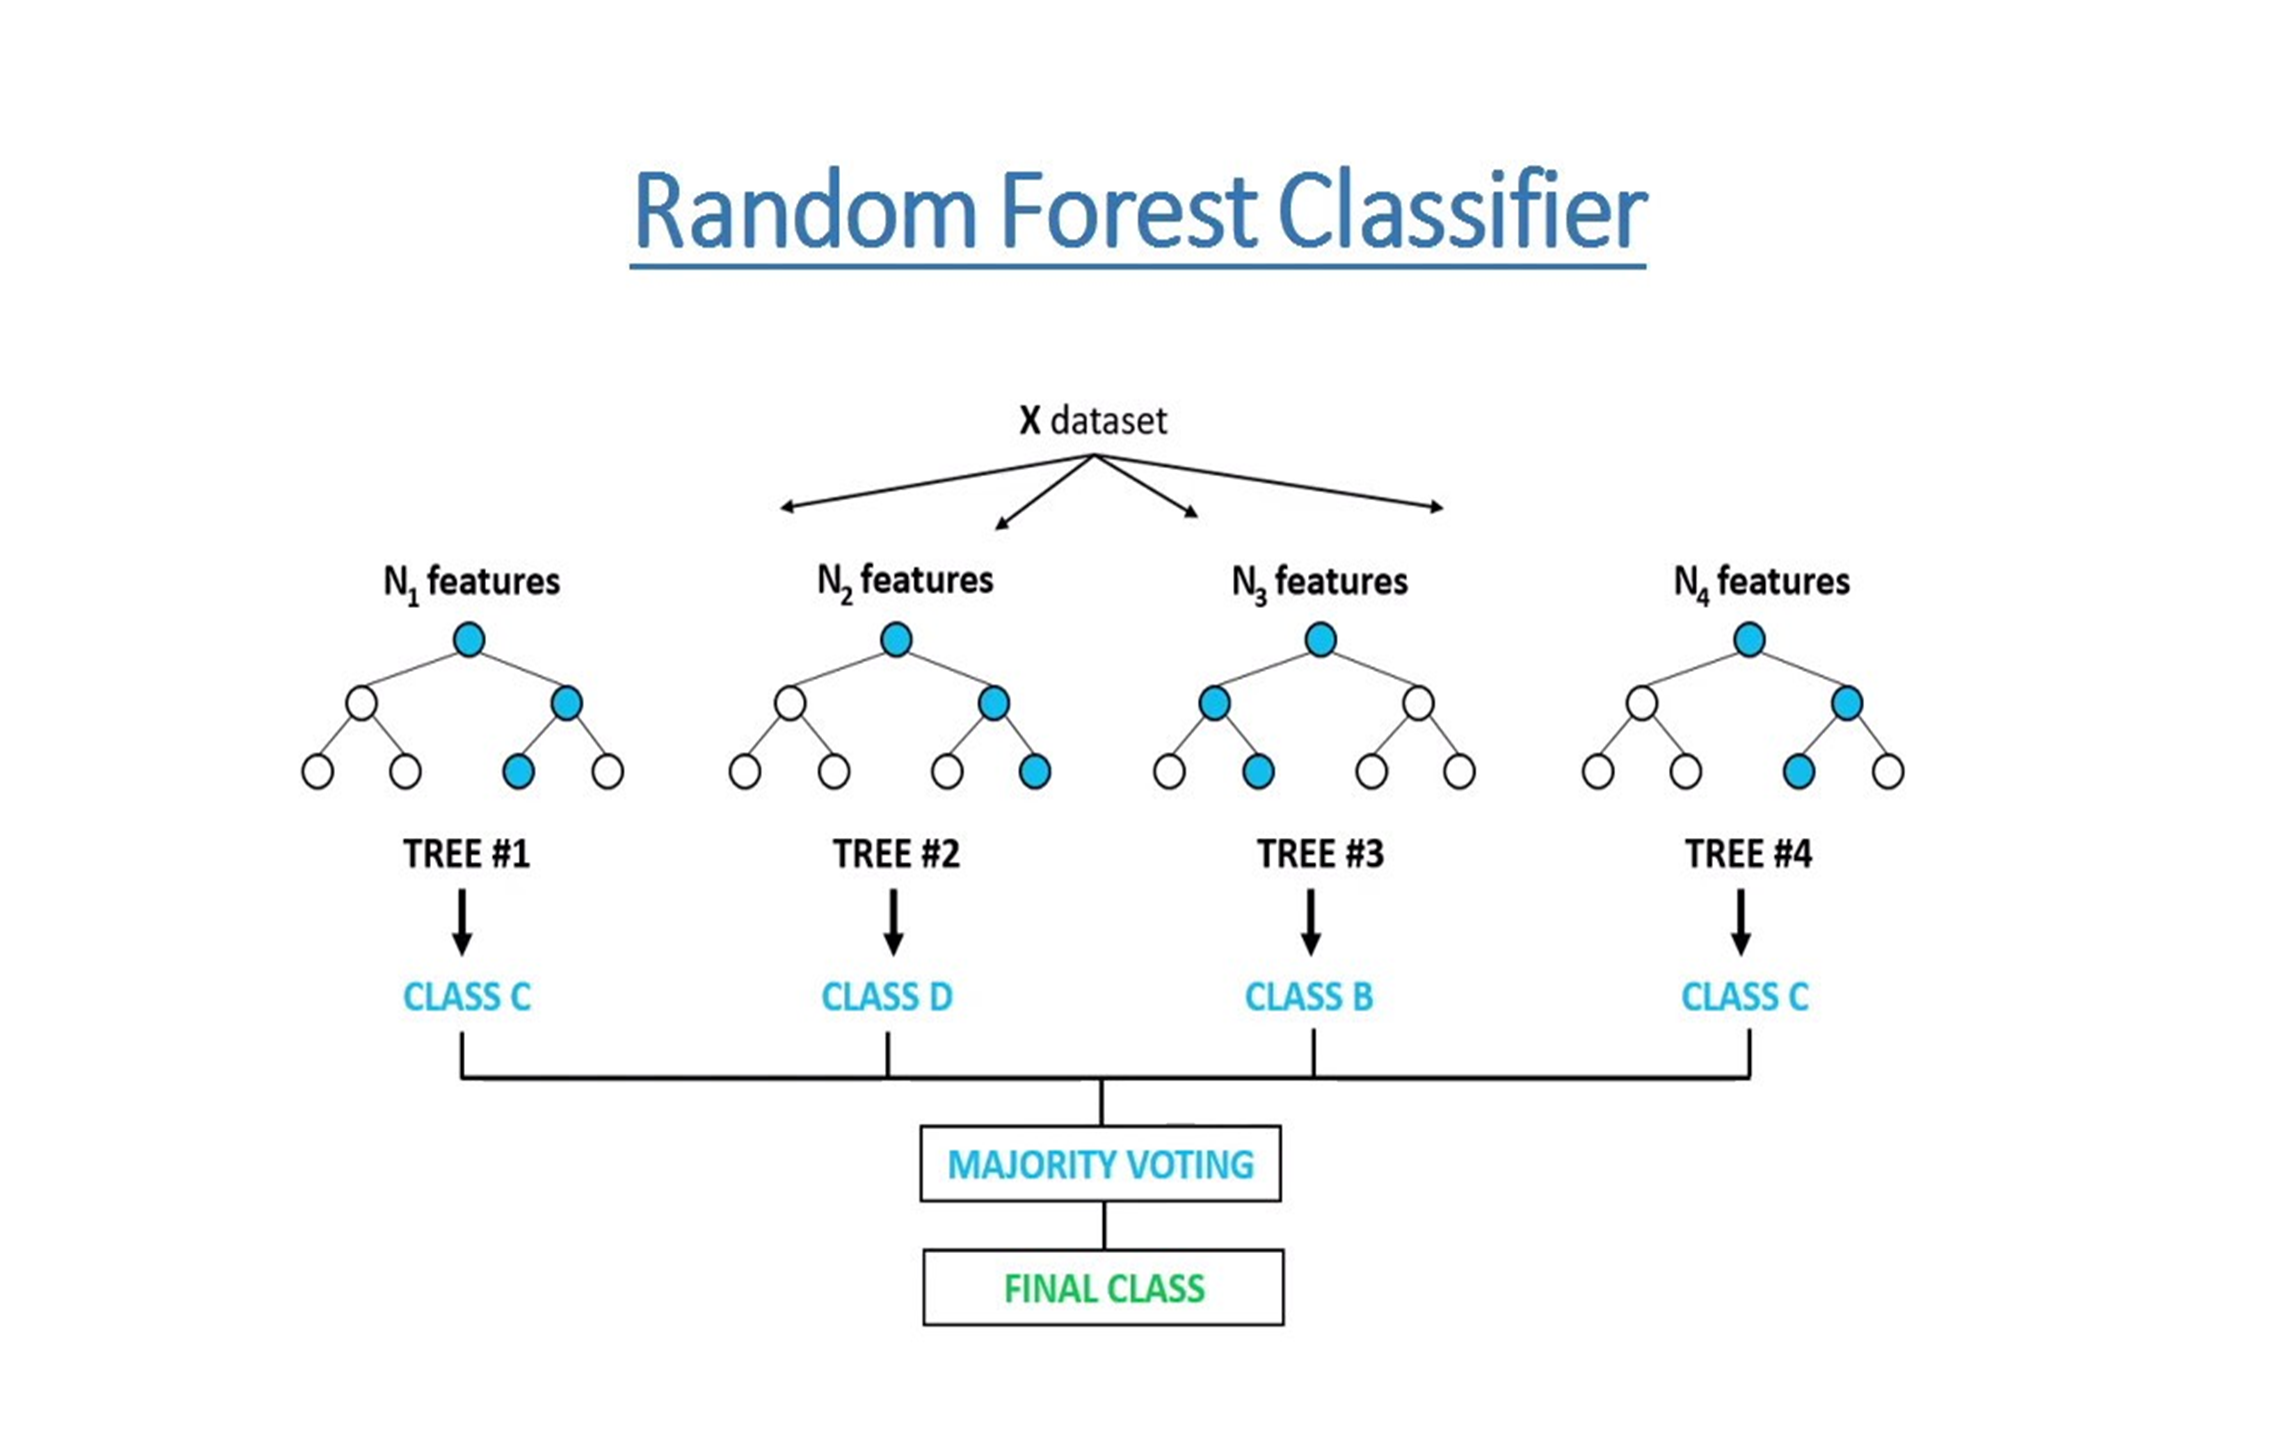 Random Forest Classifier
X dataset
N1 features
N2 features
N3 features
N4 features
TREE #1
TREE #2
TREE #3
TREE #4
CLASS C
CLASS D
CLASS B
CLASS C
MAJORITY VOTING
FINAL CLASS